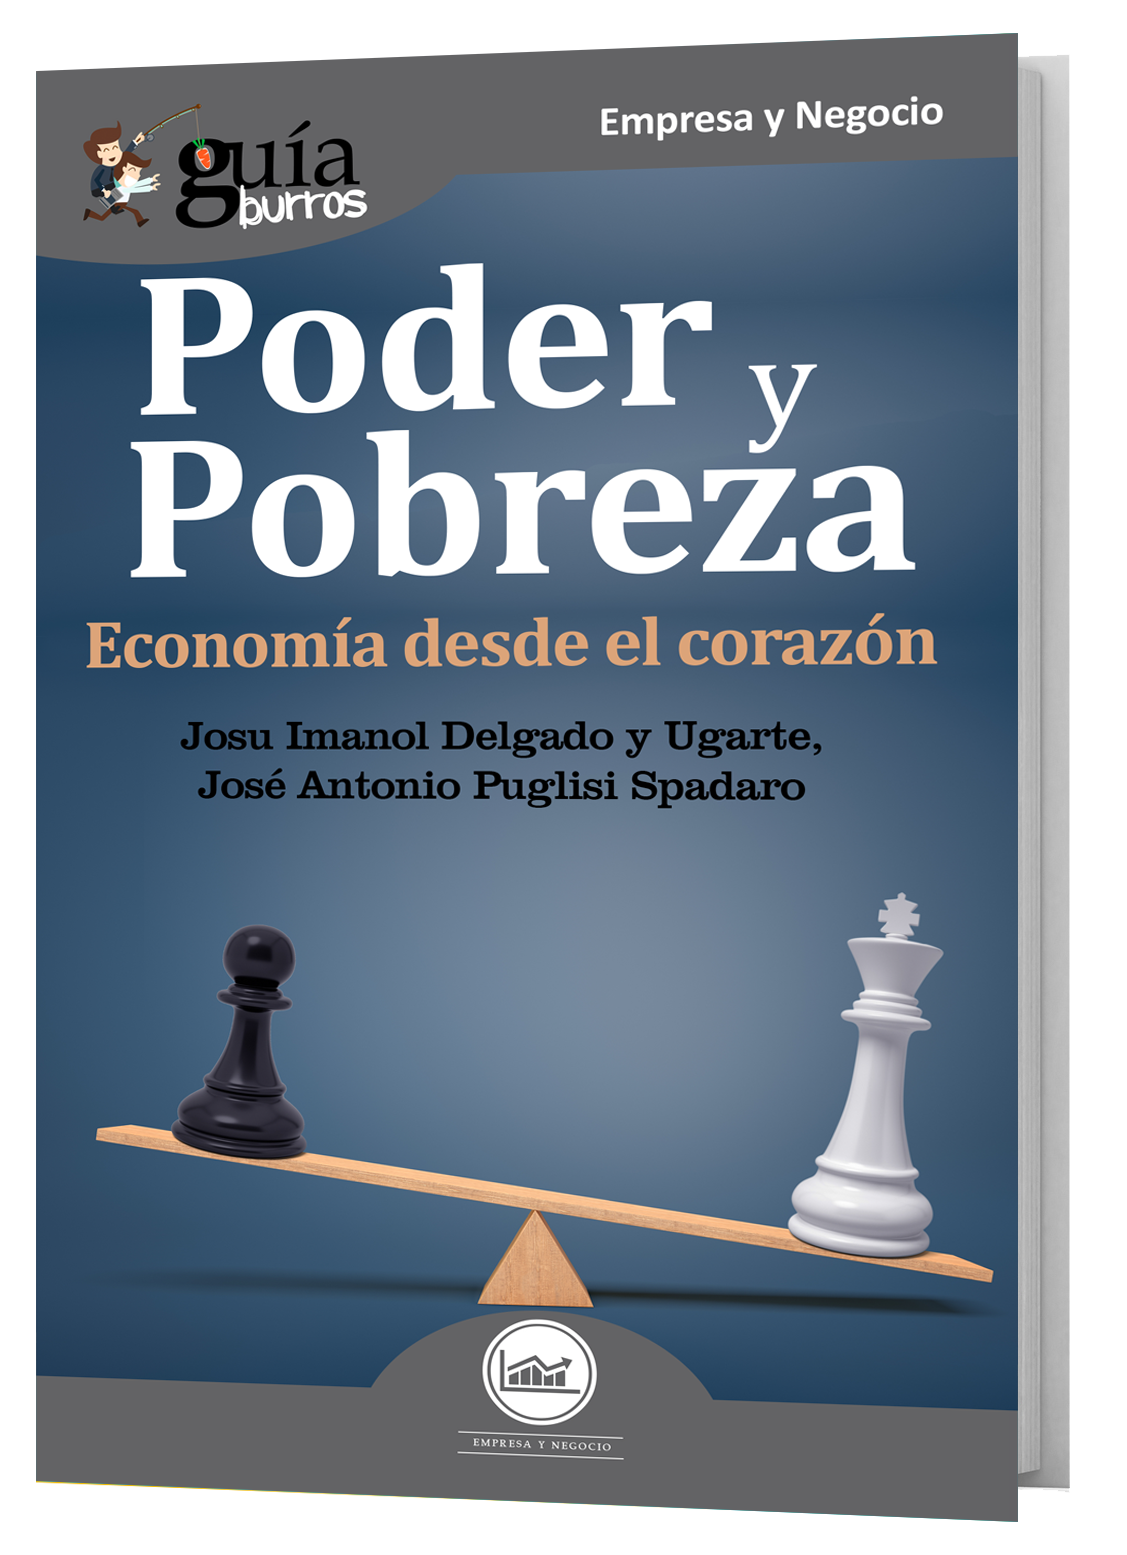 Empresa y Negocio
guía
burros
Poder y
Pobreza
Economía desde el corazón
Josu Imanol Delgado y Ugarte,
José Antonio Puglisi Spadaro
EMPRESA Y NEGOCIO